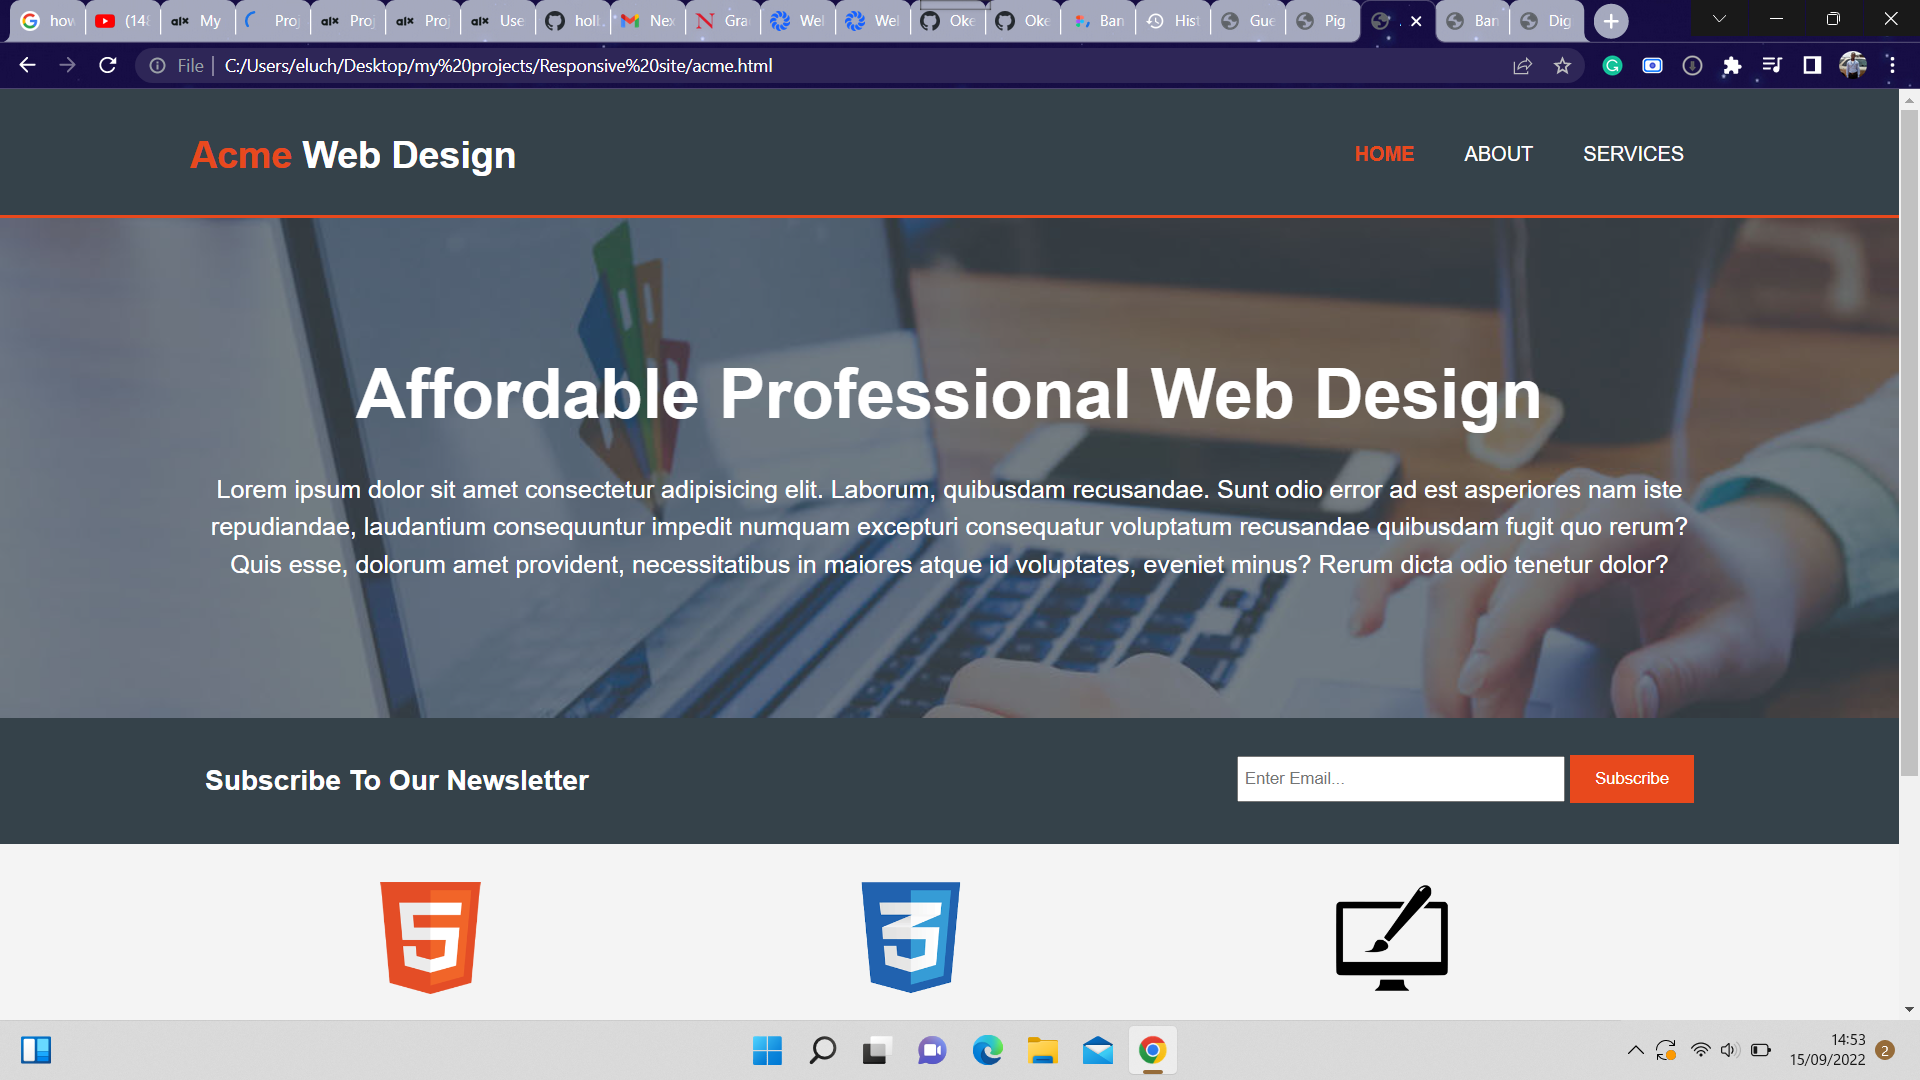 how
(148
My
Proj
Proj
Proj
Use
holl
Nex
Gra
Wel
Wel
Oke
Oke
Ban
Hist
Gue
Pig
Ban
Dig
File
C:/Users/eluch/Desktop/my%20projects/Responsive%20site/acme.html
Acme Web Design
HOME ABOUT SERVICES
Affordable Professional Web Design
Lorem ipsum dolor sit amet consectetur adipisicing elit. Laborum, quibusdam recusandae. Sunt odio error ad est asperiores nam iste
repudiandae, laudantium consequuntur impedit numquam excepturi consequatur voluptatum recusandae quibusdam fugit quo rerum?
Quis esse, dolorum amet provident, necessitatibus in maiores atque id voluptates, eveniet minus? Rerum dicta odio tenetur dolor?
Subscribe To Our Newsletter
Enter Email...
Subscribe
14:53
15/09/2022
2